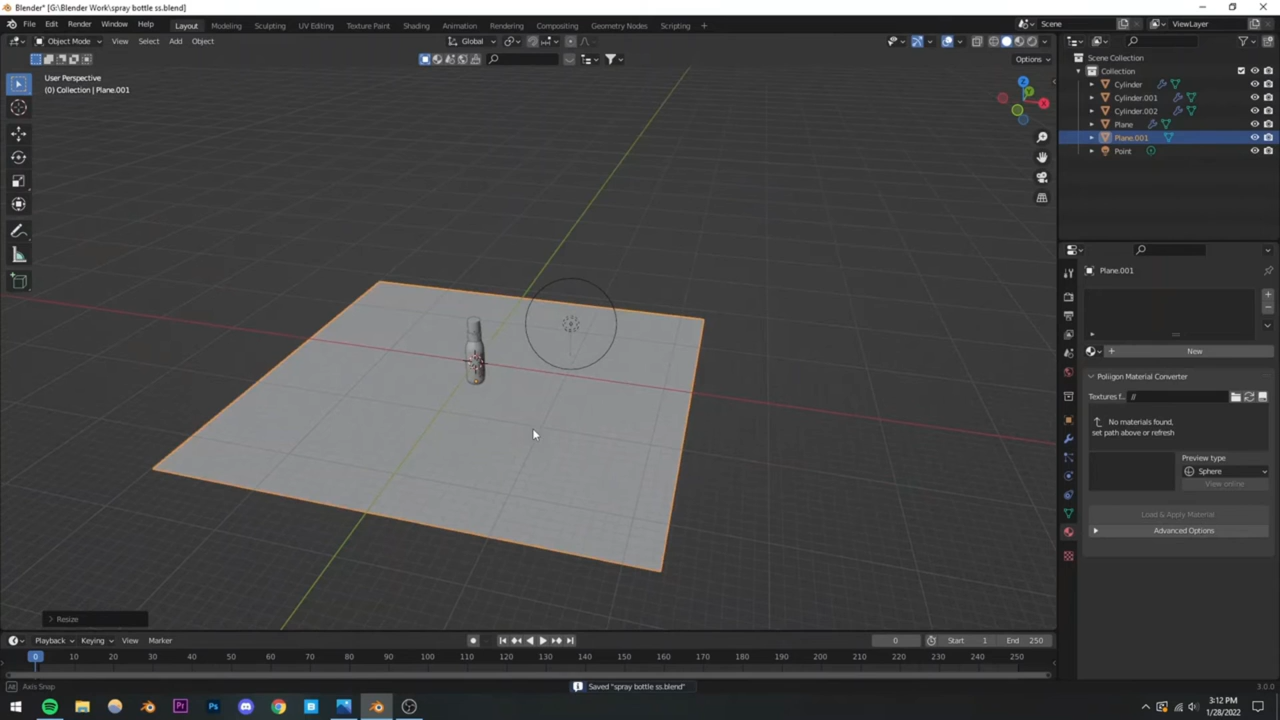 Blender* [G:\Blender Work\spray bottle ss.blend]
File Edit Render Window Help Layout Modeling Sculpting UV Editing Texture Paint Shading Animation Rendering Compositing Geometry Nodes Scripting + Scene ViewLayer
Object Mode View Select Add Object Global
Options
User Perspective
(0) Collection | Plane.001
Scene Collection
Collection
Cylinder
Cylinder.001
Cylinder.002
Plane
Plane.001
Point
Z
Y
X
Plane.001
New
Poliigon Material Converter
Textures f.. //
No materials found,
set path above or refresh
Preview type
Sphere
View online
Load & Apply Material
Advanced Options
Resize
Playback Keying View Marker 0 Start 1 End 250
0 10 20 30 40 50 60 70 80 90 100 110 120 130 140 150 160 170 180 190 200 210 220 230 240 250
Axis Snap Saved "spray bottle ss.blend" 3.0.0
3:12 PM
1/28/2022